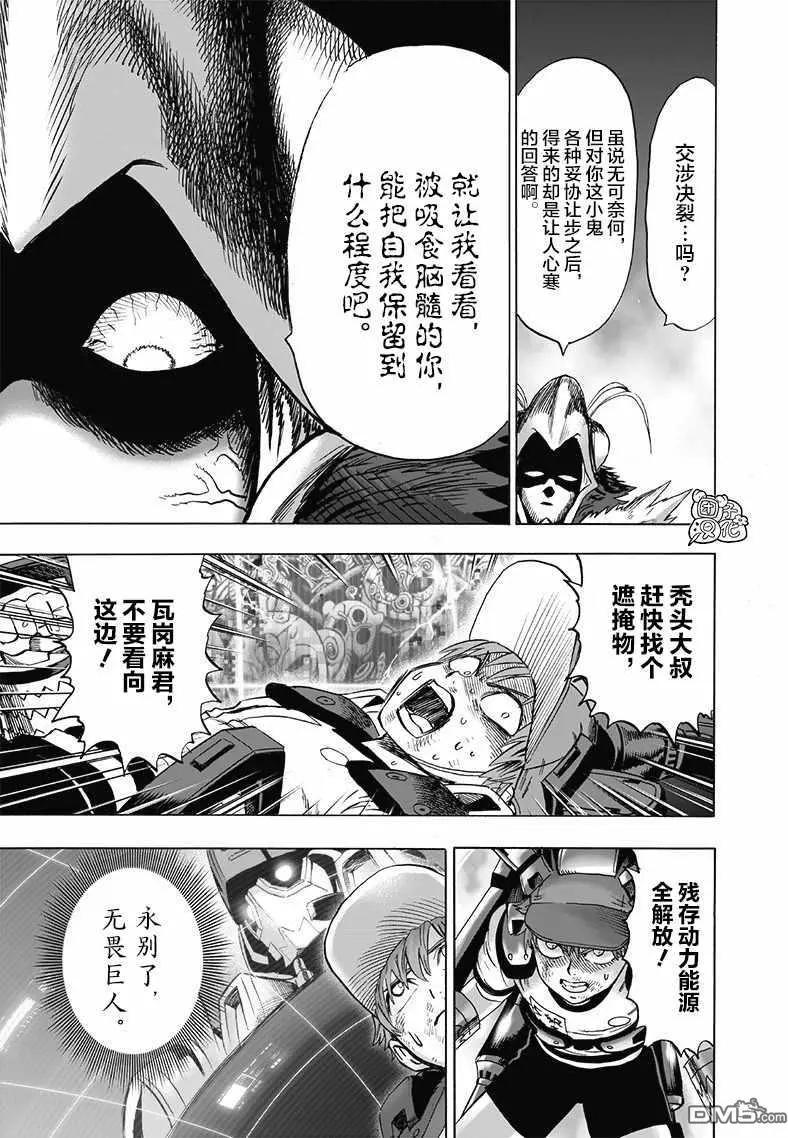 交涉决裂…吗?
虽说无可奈何,
但对你这小鬼
各种妥协让步之后,
得来的却是让人心寒
的回答啊。
就让我看看,
被吸食脑髓的你,
能把自我保留到
什么程度吧。
团子
汉化
秃头大叔
赶快找个
遮掩物,
瓦岗麻君,
不要看向
这边!
残存动力能源
全解放!
永别了,
无畏巨人。
DM5.com